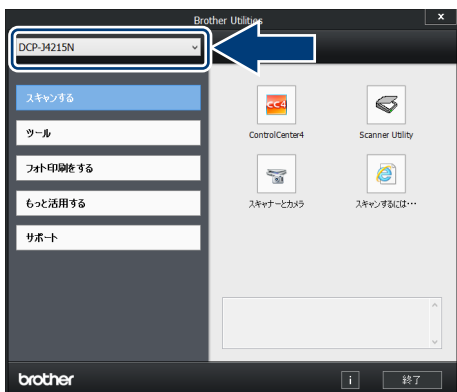 Brother Utilities
x
DCP-J4215N
スキャンする
ツール
フォト印刷をする
もっと活用する
サポート
CC4
ControlCenter4
Scanner Utility
スキャナーとカメラ
スキャンするには…
brother
i
終了